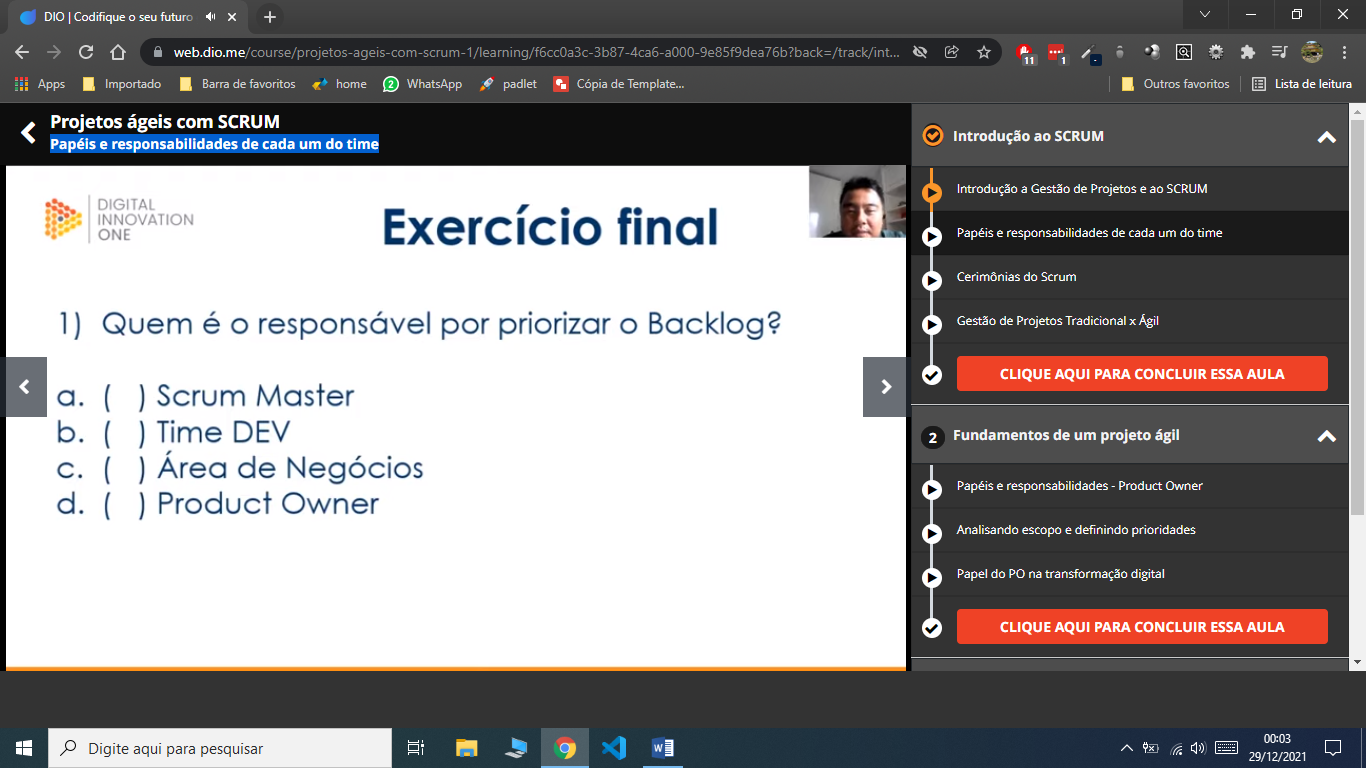 DIO | Codifique o seu futuro
web.dio.me/course/projetos-ageis-com-scrum-1/learning/f6cc0a3c-3b87-4ca6-a000-9e85f9dea76b?back=/track/int...
11
1
-
Apps
Importado
Barra de favoritos
home
2
WhatsApp
padlet
Cópia de Template...
Outros favoritos
Lista de leitura
Projetos ágeis com SCRUM
Papéis e responsabilidades de cada um do time
DIGITAL
INNOVATION
ONE
Exercício final
1) Quem é o responsável por priorizar o Backlog?
a. ( ) Scrum Master
b. ( ) Time DEV
c. ( ) Área de Negócios
d. ( ) Product Owner
Introdução ao SCRUM
Introdução a Gestão de Projetos e ao SCRUM
Papéis e responsabilidades de cada um do time
Cerimônias do Scrum
Gestão de Projetos Tradicional x Ágil
CLIQUE AQUI PARA CONCLUIR ESSA AULA
2 Fundamentos de um projeto ágil
Papéis e responsabilidades - Product Owner
Analisando escopo e definindo prioridades
Papel do PO na transformação digital
CLIQUE AQUI PARA CONCLUIR ESSA AULA
Digite aqui para pesquisar
00:03
29/12/2021